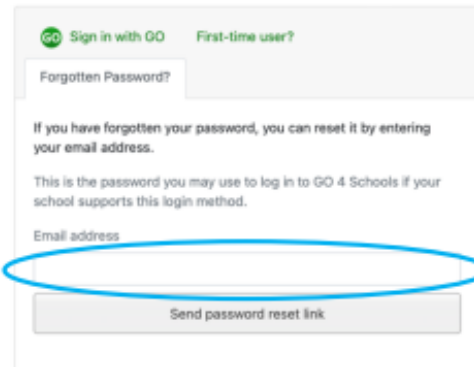 GO Sign in with GO First-time user?
Forgotten Password?
If you have forgotten your password, you can reset it by entering
your email address.
This is the password you may use to log in to GO 4 Schools if your
school supports this login method.
Email address
Send password reset link